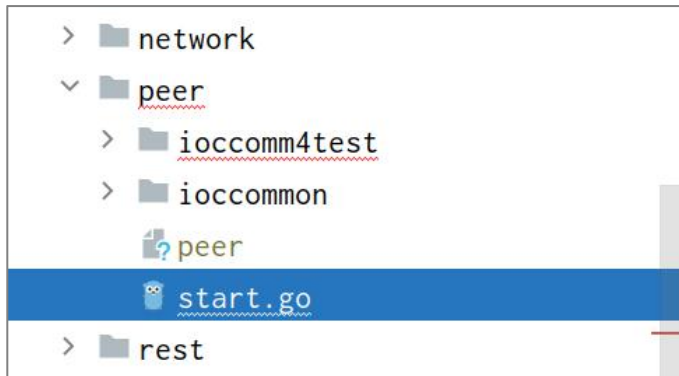 network
peer
ioccomm4test
ioccommon
peer
start.go
rest